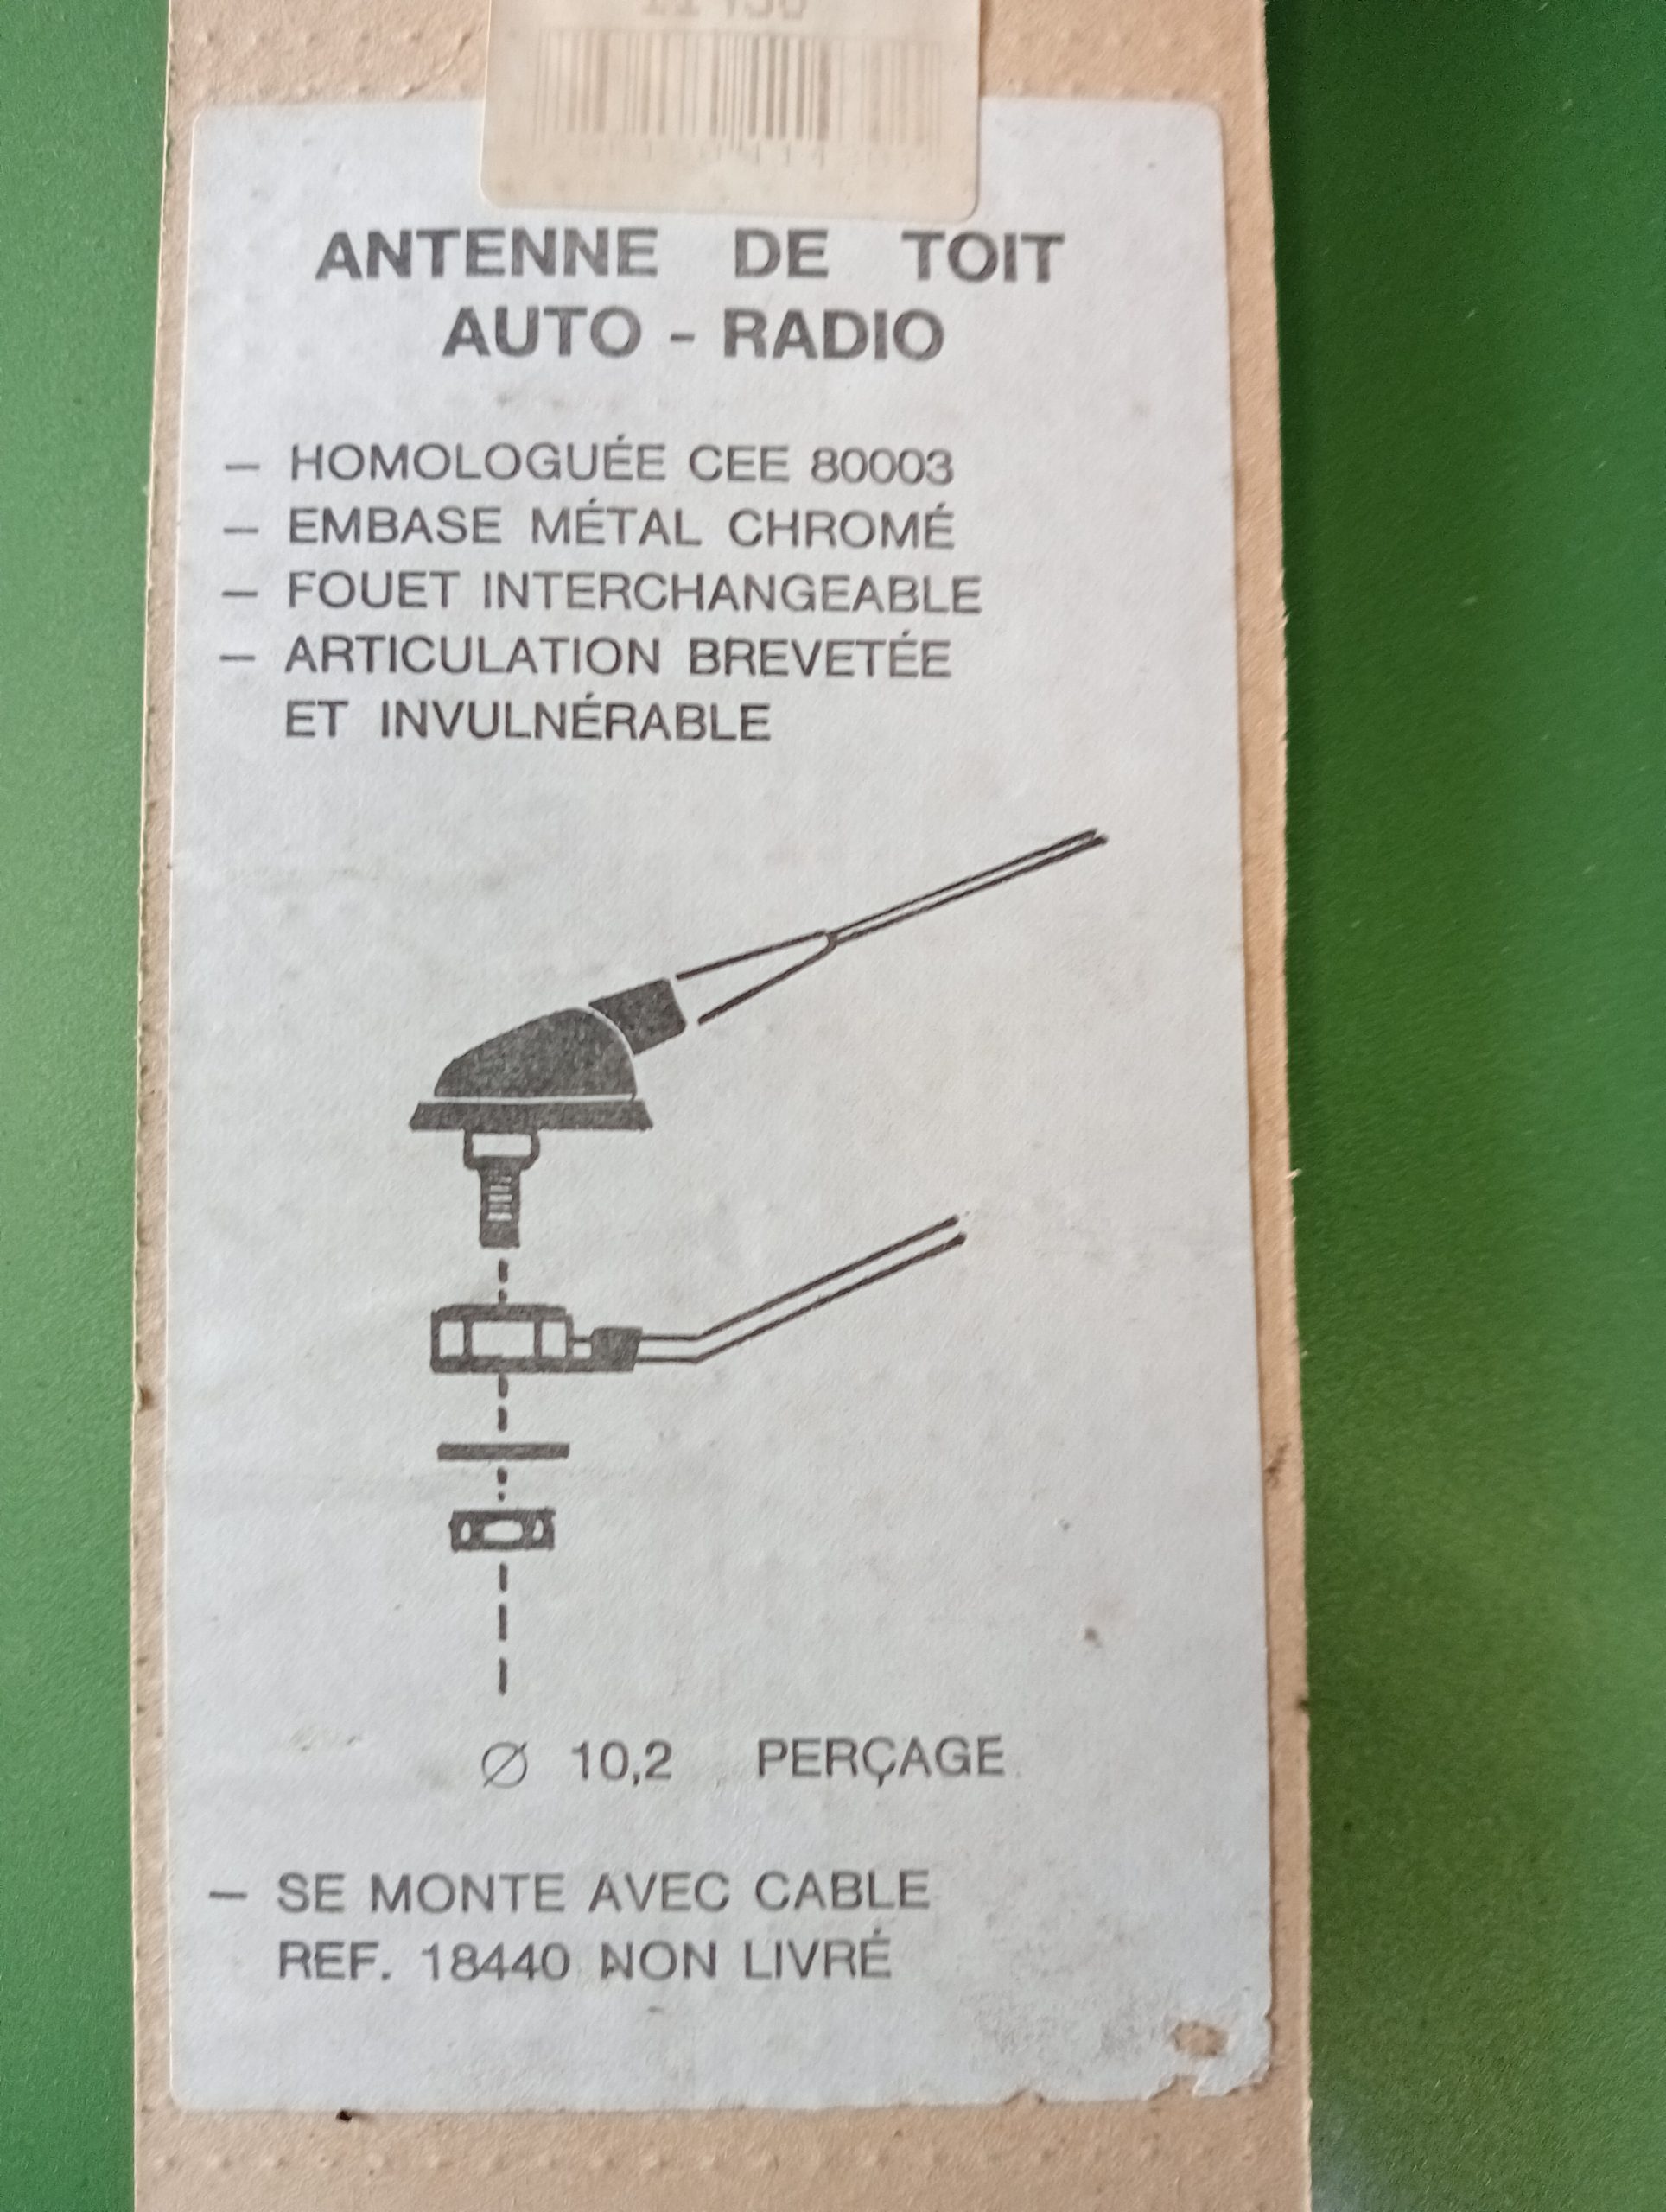 ANTENNE DE TOIT
AUTO - RADIO
— HOMOLOGUÉE CEE 80003
— EMBASE MÉTAL CHROMÉ
— FOUET INTERCHANGEABLE
— ARTICULATION BREVETÉE
ET INVULNÉRABLE
Ø 10,2 PERÇAGE
— SE MONTE AVEC CABLE
REF. 18440 NON LIVRÉ